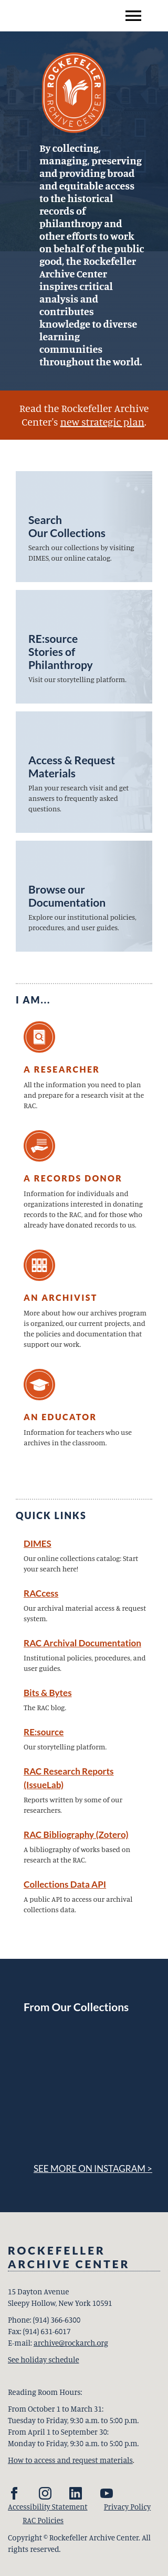 ROCKEFELLER
ARCHIVE CENTER
By collecting,
managing, preserving
and providing broad
and equitable access
to the historical
records of
philanthropy and
other efforts to work
on behalf of the public
good, the Rockefeller
Archive Center
inspires critical
analysis and
contributes
knowledge to diverse
learning
communities
throughout the world.
Read the Rockefeller Archive
Center's new strategic plan.
Search
Our Collections
Search our collections by visiting
DIMES, our online catalog.
RE:source
Stories of
Philanthropy
Visit our storytelling platform.
Access & Request
Materials
Plan your research visit and get
answers to frequently asked
questions.
Browse our
Documentation
Explore our institutional policies,
procedures, and user guides.
I AM...
A RESEARCHER
All the information you need to plan
and prepare for a research visit at the
RAC.
A RECORDS DONOR
Information for individuals and
organizations interested in donating
records to the RAC, and for those who
already have donated records to us.
AN ARCHIVIST
More about how our archives program
is organized, our current projects, and
the policies and documentation that
support our work.
AN EDUCATOR
Information for teachers who use
archives in the classroom.
QUICK LINKS
DIMES
Our online collections catalog: Start
your search here!
RACcess
Our archival material access & request
system.
RAC Archival Documentation
Institutional policies, procedures, and
user guides.
Bits & Bytes
The RAC blog.
RE:source
Our storytelling platform.
RAC Research Reports
(IssueLab)
Reports written by some of our
researchers.
RAC Bibliography (Zotero)
A bibliography of works based on
research at the RAC.
Collections Data API
A public API to access our archival
collections data.
From Our Collections
SEE MORE ON INSTAGRAM >
ROCKEFELLER
ARCHIVE CENTER
15 Dayton Avenue
Sleepy Hollow, New York 10591
Phone: (914) 366-6300
Fax: (914) 631-6017
E-mail: archive@rockarch.org
See holiday schedule
Reading Room Hours:
From October 1 to March 31:
Tuesday to Friday, 9:30 a.m. to 5:00 p.m.
From April 1 to September 30:
Monday to Friday, 9:30 a.m. to 5:00 p.m.
How to access and request materials.
Accessibility Statement Privacy Policy
RAC Policies
Copyright © Rockefeller Archive Center. All
rights reserved.